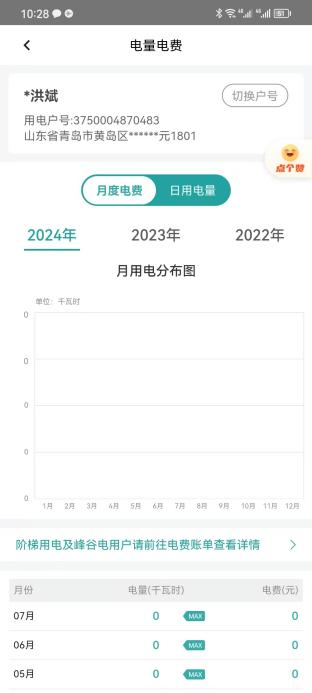 10:28
4G
4G
51
电量电费
*洪斌
切换户号
用电户号:3750004870483
山东省青岛市黄岛区******元1801
点个赞
月度电费
日用电量
2024年
2023年
2022年
月用电分布图
单位：千瓦时
0
0
0
0
0
1月 2月 3月 4月 5月 6月 7月 8月 9月 10月 11月 12月
阶梯用电及峰谷电用户请前往电费账单查看详情
月份 电量(千瓦时) 电费(元)
07月 0 MAX 0
06月 0 MAX 0
05月 0 MAX 0